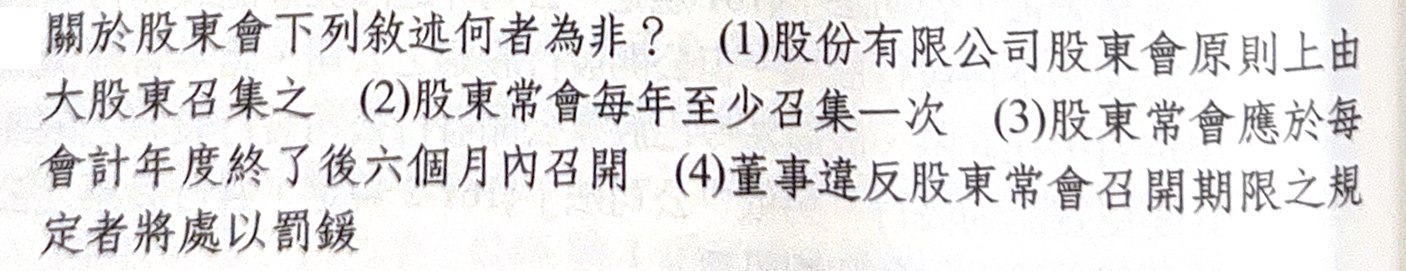 關於股東會下列敘述何者為非？　(1)股份有限公司股東會原則上由
大股東召集之　(2)股東常會每年至少召集一次　(3)股東常會應於每
會計年度終了後六個月內召開　(4)董事違反股東常會召開期限之規
定者將處以罰鍰